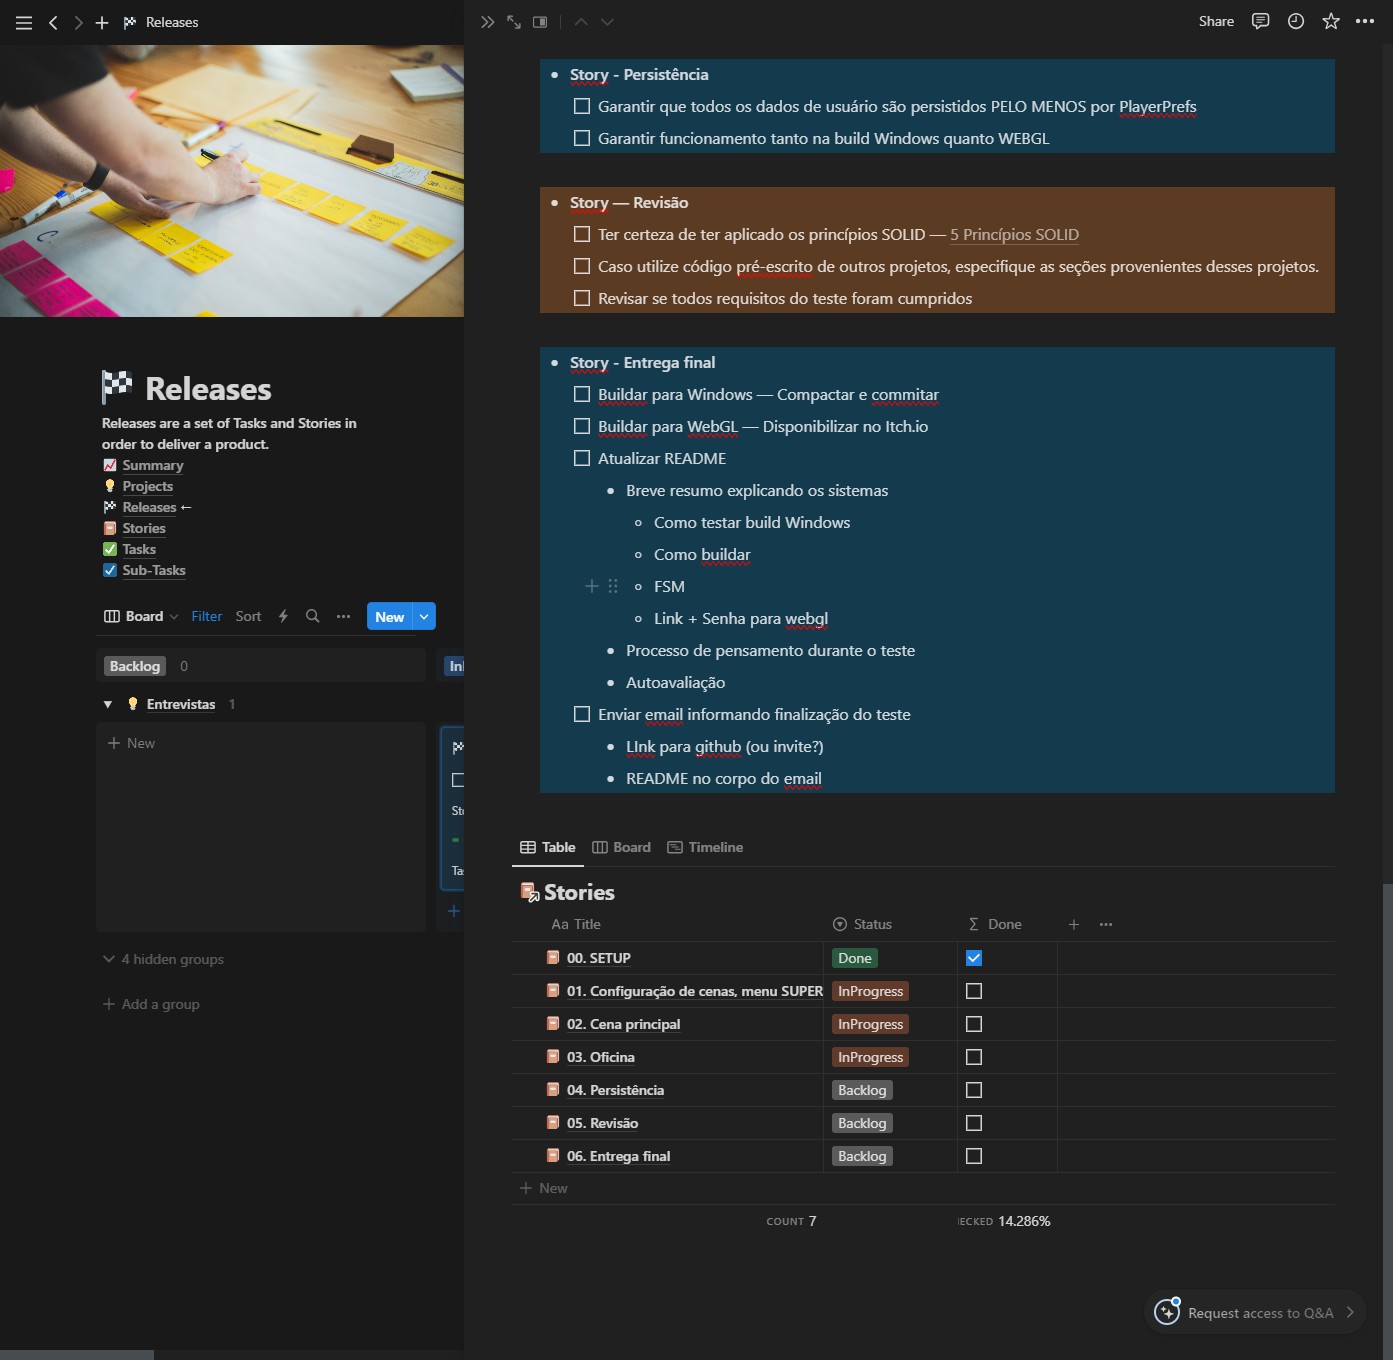 Releases
Share
Story - Persistência
Garantir que todos os dados de usuário são persistidos PELO MENOS por PlayerPrefs
Garantir funcionamento tanto na build Windows quanto WEBGL
Story — Revisão
Ter certeza de ter aplicado os princípios SOLID — 5 Princípios SOLID
Caso utilize código pré-escrito de outros projetos, especifique as seções provenientes desses projetos.
Revisar se todos requisitos do teste foram cumpridos
Story - Entrega final
Buildar para Windows — Compactar e commitar
Buildar para WebGL — Disponibilizar no Itch.io
Atualizar README
Breve resumo explicando os sistemas
Como testar build Windows
Como buildar
FSM
Link + Senha para webgl
Processo de pensamento durante o teste
Autoavaliação
Enviar email informando finalização do teste
LInk para github (ou invite?)
README no corpo do email
Releases
Releases are a set of Tasks and Stories in
order to deliver a product.
Summary
Projects
Releases ←
Stories
Tasks
Sub-Tasks
Board Filter Sort New
Backlog 0
Entrevistas 1
+ New
4 hidden groups
+ Add a group
Table Board Timeline
Stories
Aa Title Status Σ Done
00. SETUP Done
01. Configuração de cenas, menu SUPER InProgress
02. Cena principal InProgress
03. Oficina InProgress
04. Persistência Backlog
05. Revisão Backlog
06. Entrega final Backlog
+ New
COUNT 7 ECKED 14.286%
Request access to Q&A